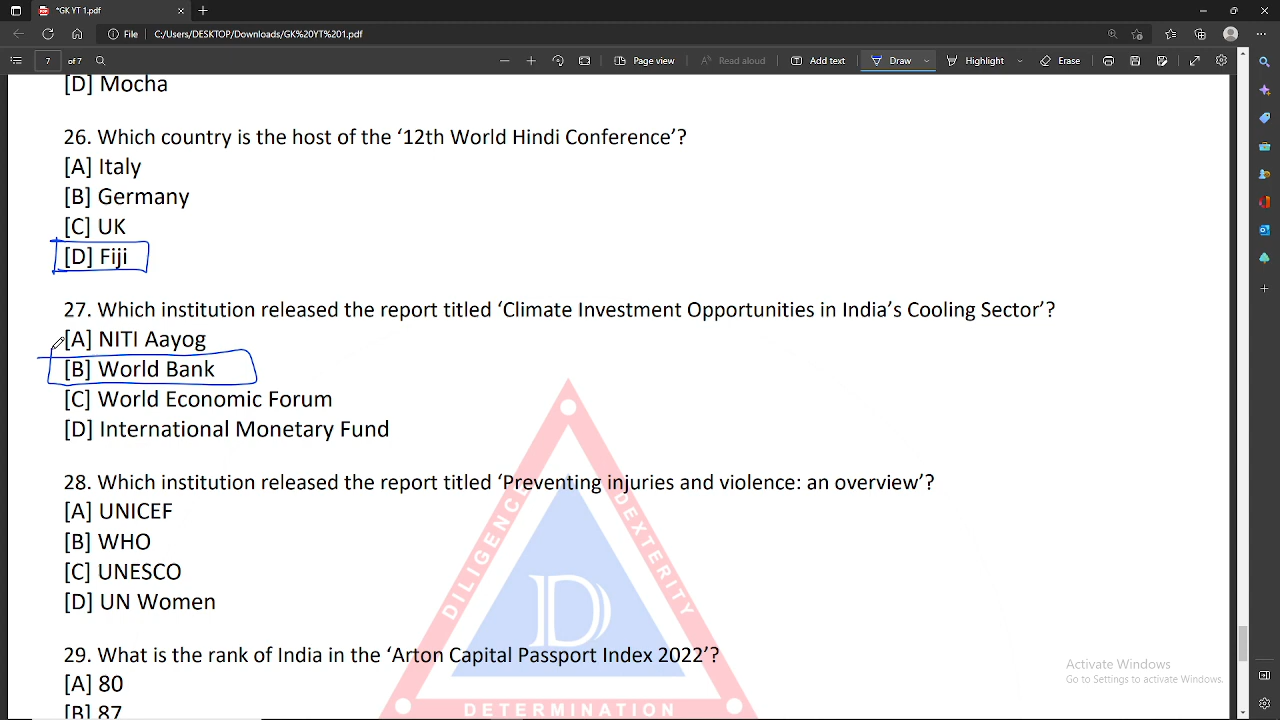 *GK YT 1.pdf
File
C:/Users/DESKTOP/Downloads/GK%20YT%201.pdf
7 of 7
Page view
Read aloud
Add text
Draw
Highlight
Erase
[D] Mocha
26. Which country is the host of the ‘12th World Hindi Conference’?
[A] Italy
[B] Germany
[C] UK
[D] Fiji
27. Which institution released the report titled ‘Climate Investment Opportunities in India’s Cooling Sector’?
[A] NITI Aayog
[B] World Bank
[C] World Economic Forum
[D] International Monetary Fund
28. Which institution released the report titled ‘Preventing injuries and violence: an overview’?
[A] UNICEF
[B] WHO
[C] UNESCO
[D] UN Women
29. What is the rank of India in the ‘Arton Capital Passport Index 2022’?
[A] 80
[B] 87
DILIGENCE
DEXTERITY
D
DETERMINATION
Activate Windows
Go to Settings to activate Windows.